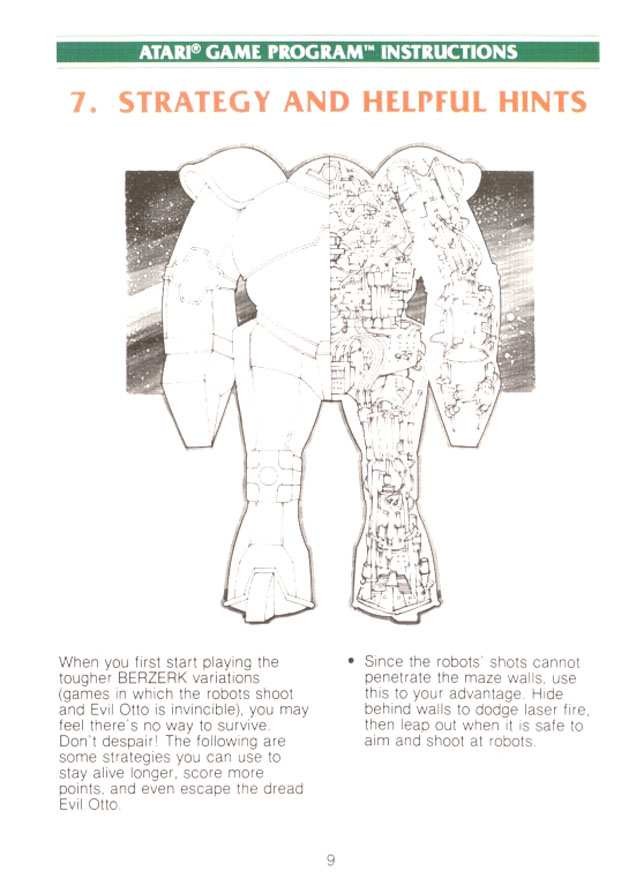 ATARI® GAME PROGRAM™ INSTRUCTIONS
7. STRATEGY AND HELPFUL HINTS
When you first start playing the
tougher BERZERK variations
(games in which the robots shoot
and Evil Otto is invincible), you may
feel there's no way to survive.
Don't despair! The following are
some strategies you can use to
stay alive longer, score more
points, and even escape the dread
Evil Otto.
• Since the robots' shots cannot
penetrate the maze walls, use
this to your advantage. Hide
behind walls to dodge laser fire,
then leap out when it is safe to
aim and shoot at robots.
9